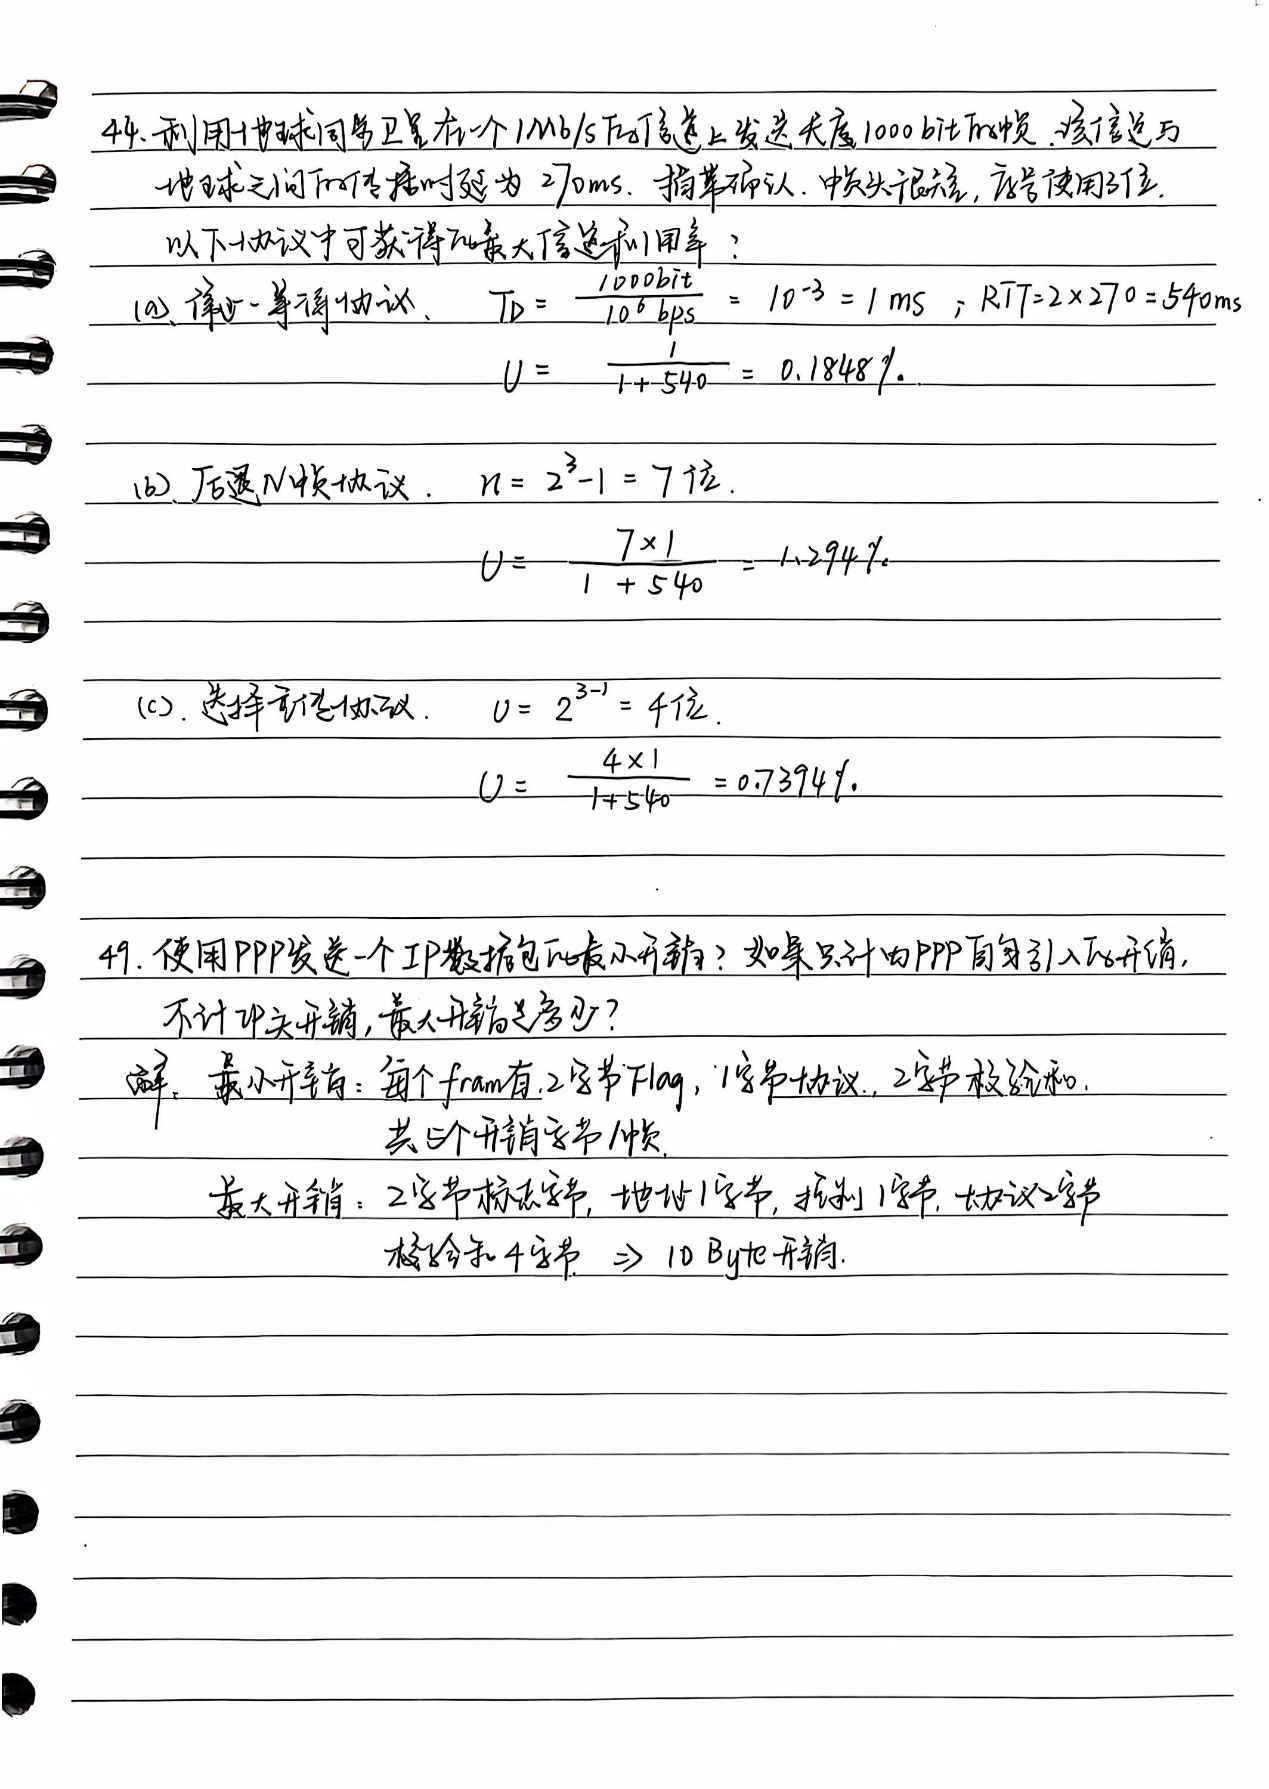 44. 利用地球同步卫星在一个1Mb/s的信道上发送长度1000bit的帧.该信道与
地球之间的传播时延为270ms. 捎带确认. 帧头很短, 序号使用3位.
以下协议中可获得的最大信道利用率?
(a)、停止-等待协议. TD = 1000bit / 10⁶ bps = 10⁻³ = 1 ms ; RTT=2×270=540ms
U = 1 / 1+540 = 0.1848%.
(b)、后退N帧协议. n = 2³-1 = 7位.
U = 7×1 / 1+540 = 1.294%.
(c). 选择重传协议. U = 2³⁻¹ = 4位.
U = 4×1 / 1+540 = 0.7394%.
49. 使用PPP发送一个IP数据包的最小开销? 如果只计由PPP自身引入的开销,
不计IP头开销, 最大开销是多少?
解: 最小开销: 每个fram有.2字节Flag, 1字节协议., 2字节校验和.
共5个开销字节/帧.
最大开销: 2字节标志字节, 地址1字节, 控制1字节, 协议2字节
校验和4字节. ⇒ 10 Byte开销.